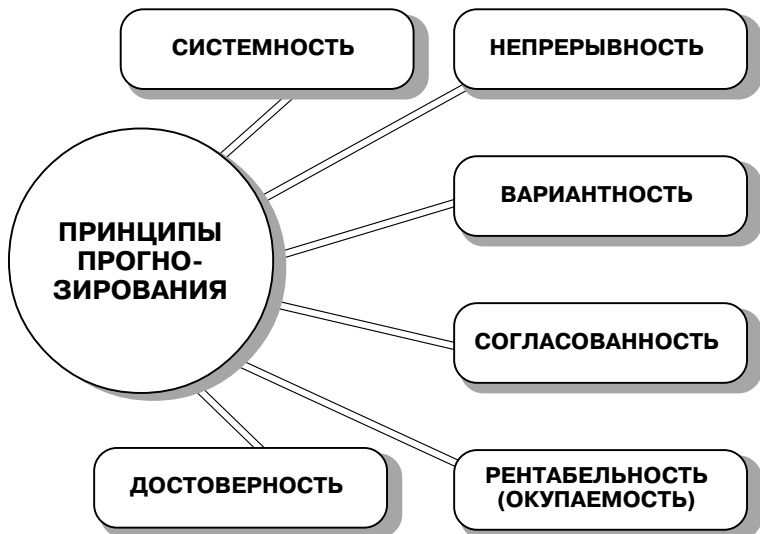 СИСТЕМНОСТЬ
НЕПРЕРЫВНОСТЬ
ВАРИАНТНОСТЬ
ПРИНЦИПЫ
ПРОГНО-
ЗИРОВАНИЯ
СОГЛАСОВАННОСТЬ
ДОСТОВЕРНОСТЬ
РЕНТАБЕЛЬНОСТЬ
(ОКУПАЕМОСТЬ)